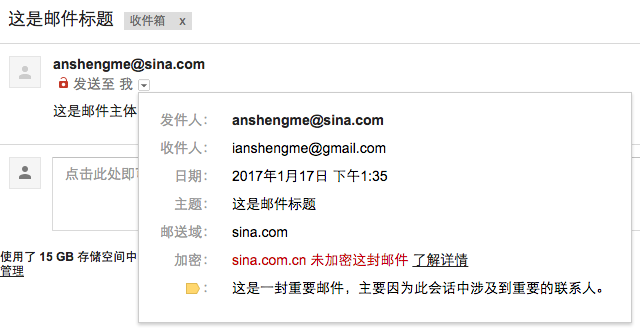 这是邮件标题 收件箱 x
anshengme@sina.com
发送至 我
这是邮件主体
发件人： anshengme@sina.com
收件人： ianshengme@gmail.com
日期： 2017年1月17日 下午1:35
主题： 这是邮件标题
邮送域： sina.com
加密： sina.com.cn 未加密这封邮件 了解详情
： 这是一封重要邮件，主要因为此会话中涉及到重要的联系人。
点击此处即
使用了 15 GB 存储空间中
管理